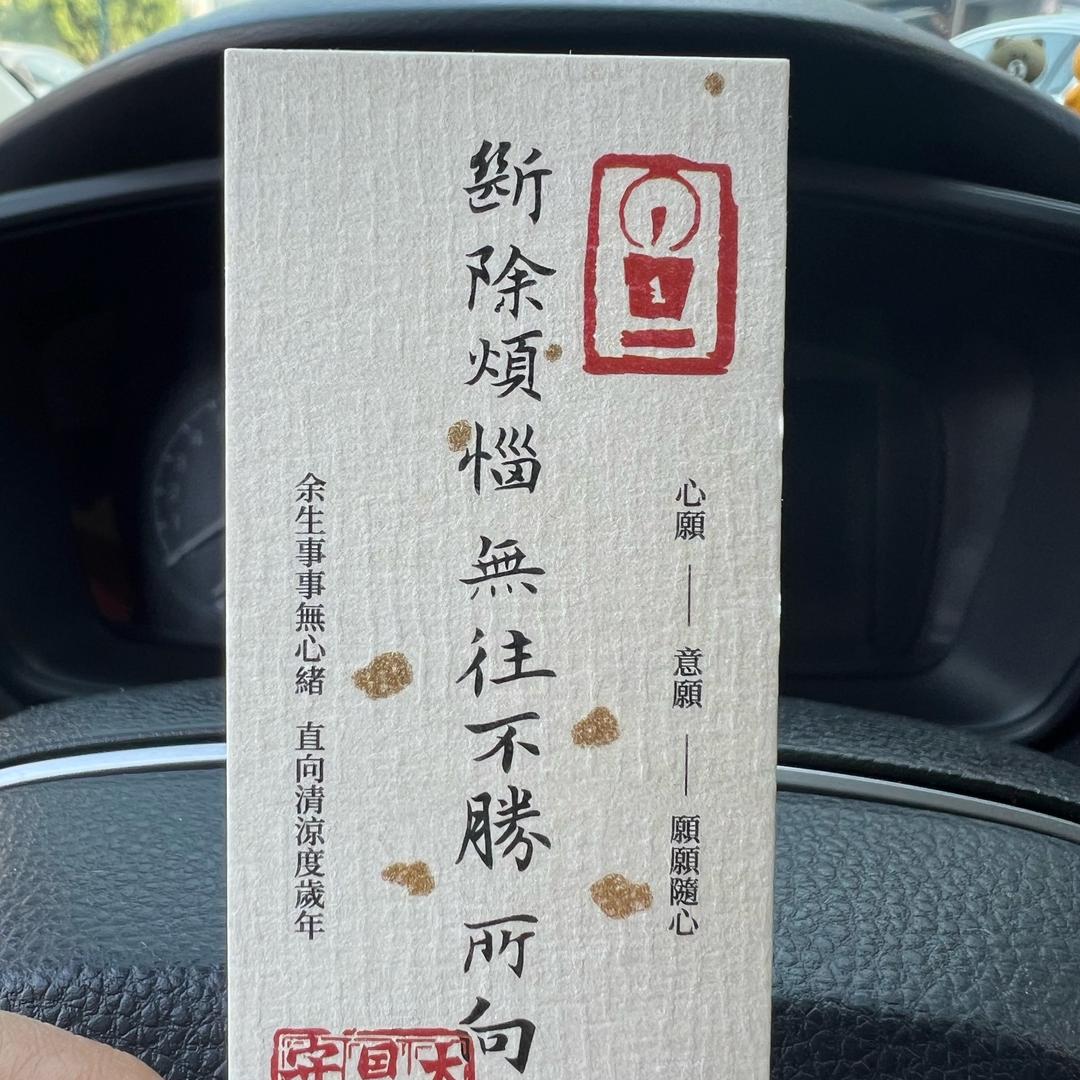 心願 —— 意願 —— 願願隨心
斷除煩惱 無往不勝 所向
余生事事無心緒 直向清涼度歲年